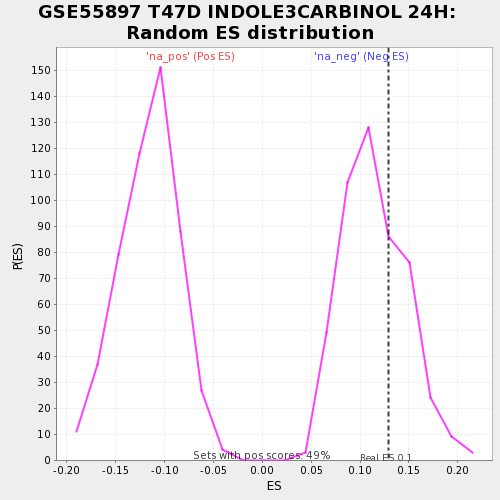 GSE55897 T47D INDOLE3CARBINOL 24H:
Random ES distribution
'na_pos' (Pos ES)
'na_neg' (Neg ES)
150
140
130
120
110
100
90
80
70
60
50
40
30
20
10
0
P(ES)
Sets with pos scores: 49%
Real ES 0.1
-0.20 -0.15 -0.10 -0.05 0.00 0.05 0.10 0.15 0.20
ES